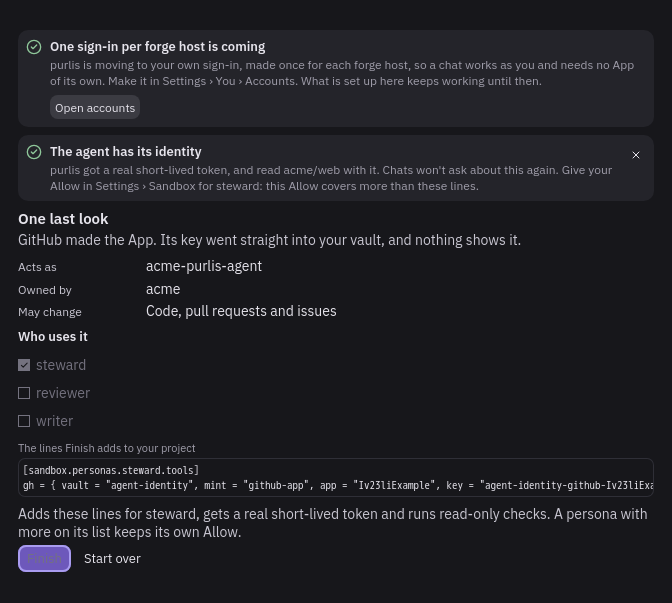 One sign-in per forge host is coming
purlis is moving to your own sign-in, made once for each forge host, so a chat works as you and needs no App
of its own. Make it in Settings › You › Accounts. What is set up here keeps working until then.
Open accounts
The agent has its identity
purlis got a real short-lived token, and read acme/web with it. Chats won't ask about this again. Give your
Allow in Settings › Sandbox for steward: this Allow covers more than these lines.
One last look
GitHub made the App. Its key went straight into your vault, and nothing shows it.
Acts as acme-purlis-agent
Owned by acme
May change Code, pull requests and issues
Who uses it
steward
reviewer
writer
The lines Finish adds to your project
[sandbox.personas.steward.tools]
gh = { vault = "agent-identity", mint = "github-app", app = "Iv23liExample", key = "agent-identity-github-Iv23liExa
Adds these lines for steward, gets a real short-lived token and runs read-only checks. A persona with
more on its list keeps its own Allow.
Finish Start over